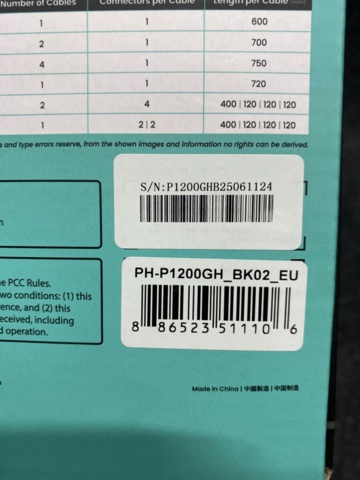 Number of Cables Connectors per Cable Length per Cable
1 1 600
2 1 700
4 1 750
1 1 720
2 4 400 | 120 | 120 | 120
1 2 | 2 400 | 120 | 120 | 120
and type errors reserve, from the shown images and information no rights can be derived.
S/N:P1200GHB25061124
PH-P1200GH_BK02_EU
8 86523 51110 6
e PCC Rules.
wo conditions: (1) this
ence, and (2) this
eceived, including
d operation.
Made in China | 中國製造 | 中国制造